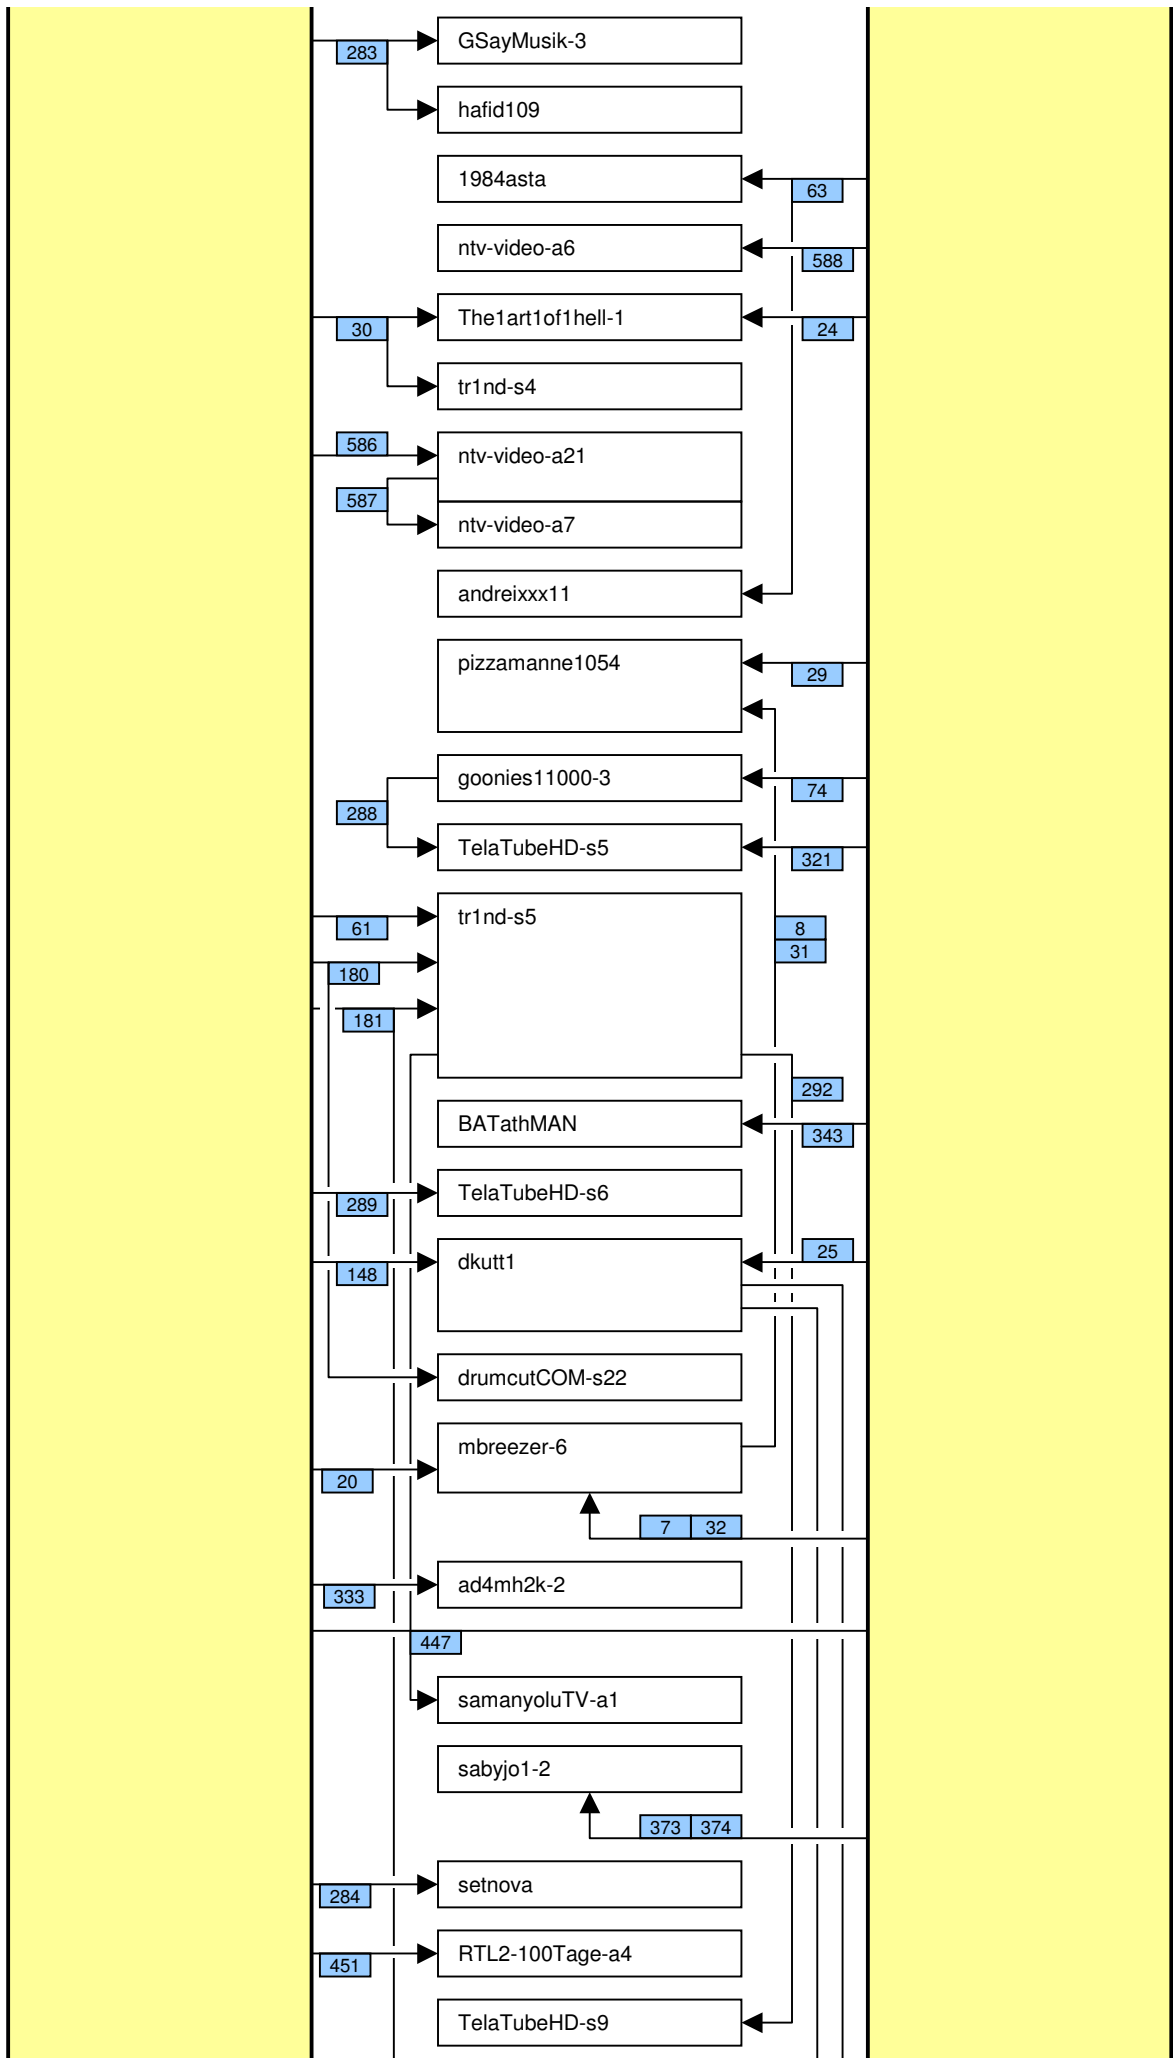 GSayMusik-3
283
hafid109
1984asta
63
ntv-video-a6
588
The1art1of1hell-1
30
24
tr1nd-s4
586
ntv-video-a21
587
ntv-video-a7
andreixxx11
pizzamanne1054
29
goonies11000-3
74
288
TelaTubeHD-s5
321
tr1nd-s5
61
8
31
180
181
292
BATathMAN
343
TelaTubeHD-s6
289
25
dkutt1
148
drumcutCOM-s22
mbreezer-6
20
7 32
ad4mh2k-2
333
447
samanyoluTV-a1
sabyjo1-2
373 374
setnova
284
RTL2-100Tage-a4
451
TelaTubeHD-s9